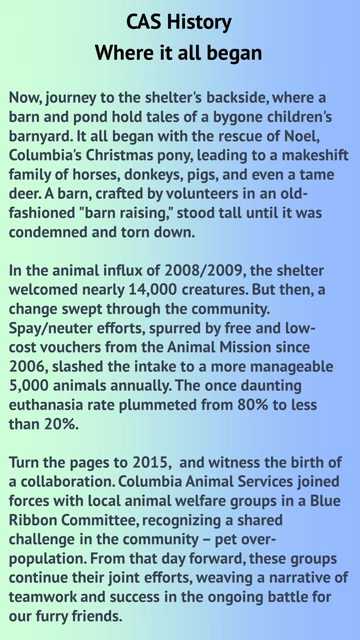 CAS History
Where it all began
Now, journey to the shelter's backside, where a
barn and pond hold tales of a bygone children's
barnyard. It all began with the rescue of Noel,
Columbia's Christmas pony, leading to a makeshift
family of horses, donkeys, pigs, and even a tame
deer. A barn, crafted by volunteers in an old-
fashioned "barn raising," stood tall until it was
condemned and torn down.
In the animal influx of 2008/2009, the shelter
welcomed nearly 14,000 creatures. But then, a
change swept through the community.
Spay/neuter efforts, spurred by free and low-
cost vouchers from the Animal Mission since
2006, slashed the intake to a more manageable
5,000 animals annually. The once daunting
euthanasia rate plummeted from 80% to less
than 20%.
Turn the pages to 2015, and witness the birth of
a collaboration. Columbia Animal Services joined
forces with local animal welfare groups in a Blue
Ribbon Committee, recognizing a shared
challenge in the community – pet over-
population. From that day forward, these groups
continue their joint efforts, weaving a narrative of
teamwork and success in the ongoing battle for
our furry friends.